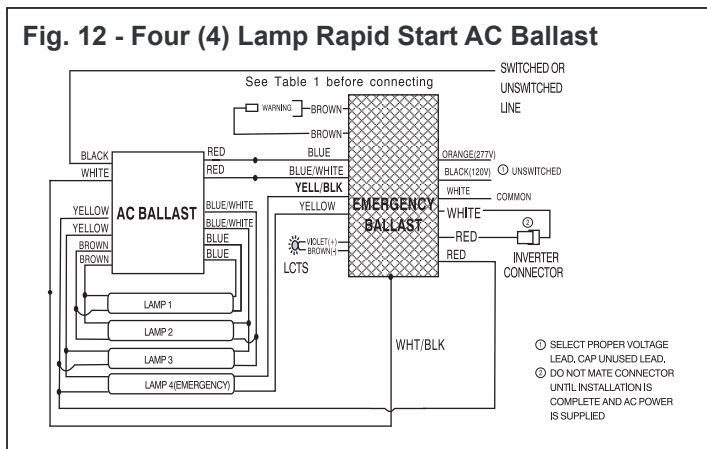 Fig. 12 - Four (4) Lamp Rapid Start AC Ballast
See Table 1 before connecting
SWITCHED OR
UNSWITCHED
LINE
WARNING
BROWN
BROWN
BLACK
WHITE
RED
RED
BLUE
BLUE/WHITE
YELL/BLK
YELLOW
ORANGE(277V)
BLACK(120V)
① UNSWITCHED
WHITE
COMMON
WHITE
RED
RED
②
INVERTER
CONNECTOR
YELLOW
YELLOW
BROWN
BROWN
AC BALLAST
BLUE/WHITE
BLUE/WHITE
BLUE
BLUE
EMERGENCY
BALLAST
VIOLET(+)
BROWN(-)
LCTS
LAMP 1
LAMP 2
LAMP 3
LAMP 4(EMERGENCY)
WHT/BLK
① SELECT PROPER VOLTAGE
LEAD, CAP UNUSED LEAD,
② DO NOT MATE CONNECTOR
UNTIL INSTALLATION IS
COMPLETE AND AC POWER
IS SUPPLIED